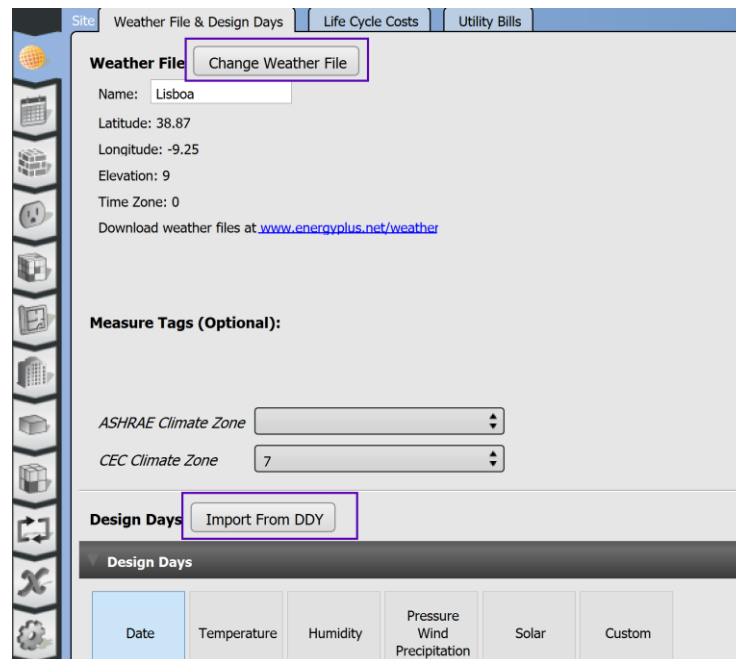 Site Weather File & Design Days Life Cycle Costs Utility Bills
Weather File Change Weather File
Name: Lisboa
Latitude: 38.87
Longitude: -9.25
Elevation: 9
Time Zone: 0
Download weather files at www.energyplus.net/weather
Measure Tags (Optional):
ASHRAE Climate Zone
CEC Climate Zone 7
Design Days Import From DDY
Design Days
Date Temperature Humidity Pressure Wind Precipitation Solar Custom